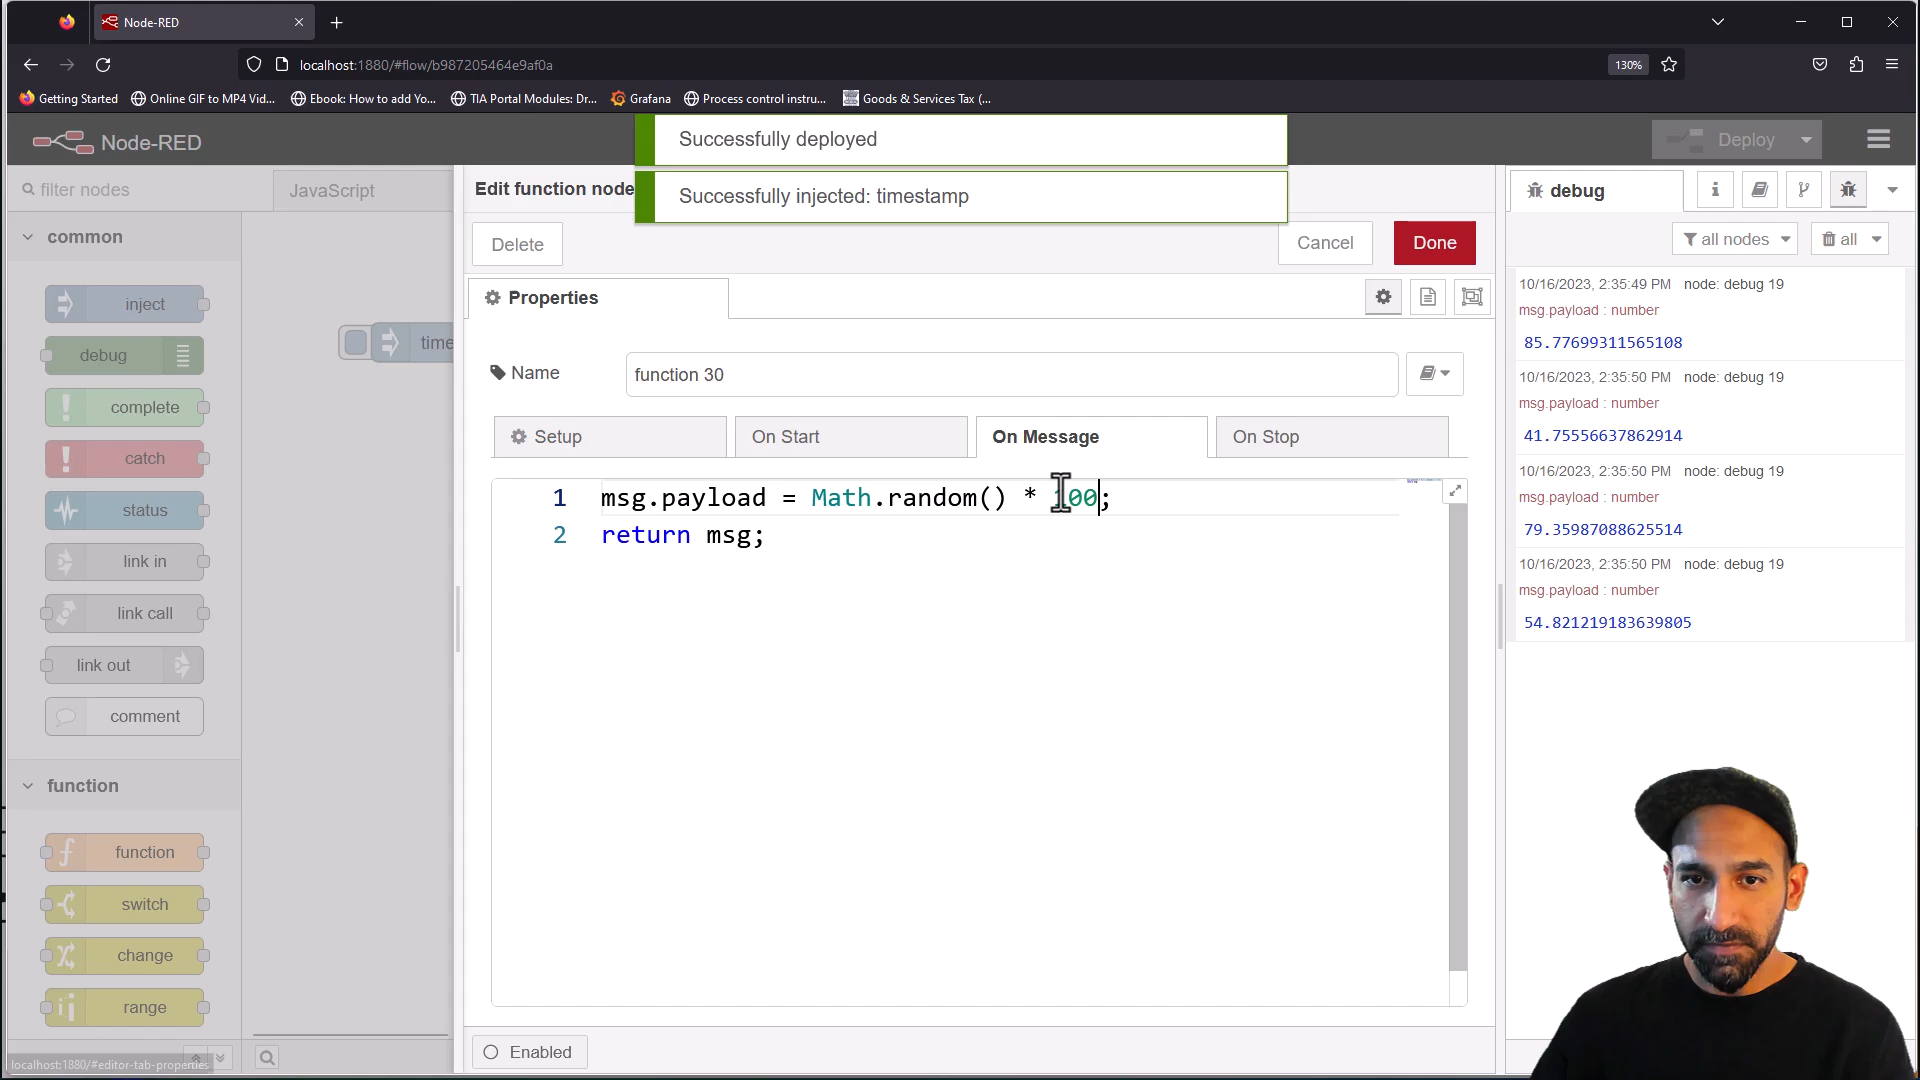 Node-RED
localhost:1880/#flow/b987205464e9af0a
130%
Getting Started
Online GIF to MP4 Vid...
Ebook: How to add Yo...
TIA Portal Modules: Dr...
Grafana
Process control instru...
Goods & Services Tax (...
Node-RED
Successfully deployed
Successfully injected: timestamp
Deploy
filter nodes
JavaScript
Edit function node
debug
Delete
Cancel
Done
all nodes
all
common
inject
debug
complete
catch
status
link in
link call
link out
comment
function
function
switch
change
range
time
Properties
Name
function 30
Setup
On Start
On Message
On Stop
1 msg.payload = Math.random() * 100;
2 return msg;
Enabled
10/16/2023, 2:35:49 PM node: debug 19
msg.payload : number
85.77699311565108
10/16/2023, 2:35:50 PM node: debug 19
msg.payload : number
41.75556637862914
10/16/2023, 2:35:50 PM node: debug 19
msg.payload : number
79.35987088625514
10/16/2023, 2:35:50 PM node: debug 19
msg.payload : number
54.821219183639805
localhost:1880/#editor-tab-properties